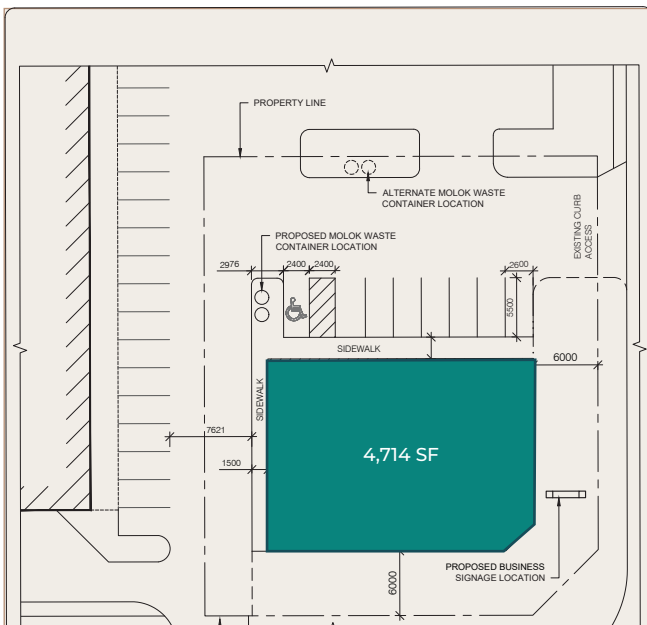 PROPERTY LINE
ALTERNATE MOLOK WASTE
CONTAINER LOCATION
EXISTING CURB
ACCESS
PROPOSED MOLOK WASTE
CONTAINER LOCATION
2976
2400
2400
2600
5500
SIDEWALK
6000
SIDEWALK
7621
1500
4,714 SF
PROPOSED BUSINESS
SIGNAGE LOCATION
6000